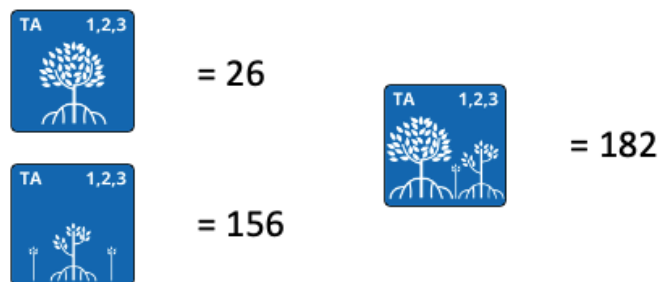 TA 1,2,3
= 26
TA 1,2,3
= 156
TA 1,2,3
= 182